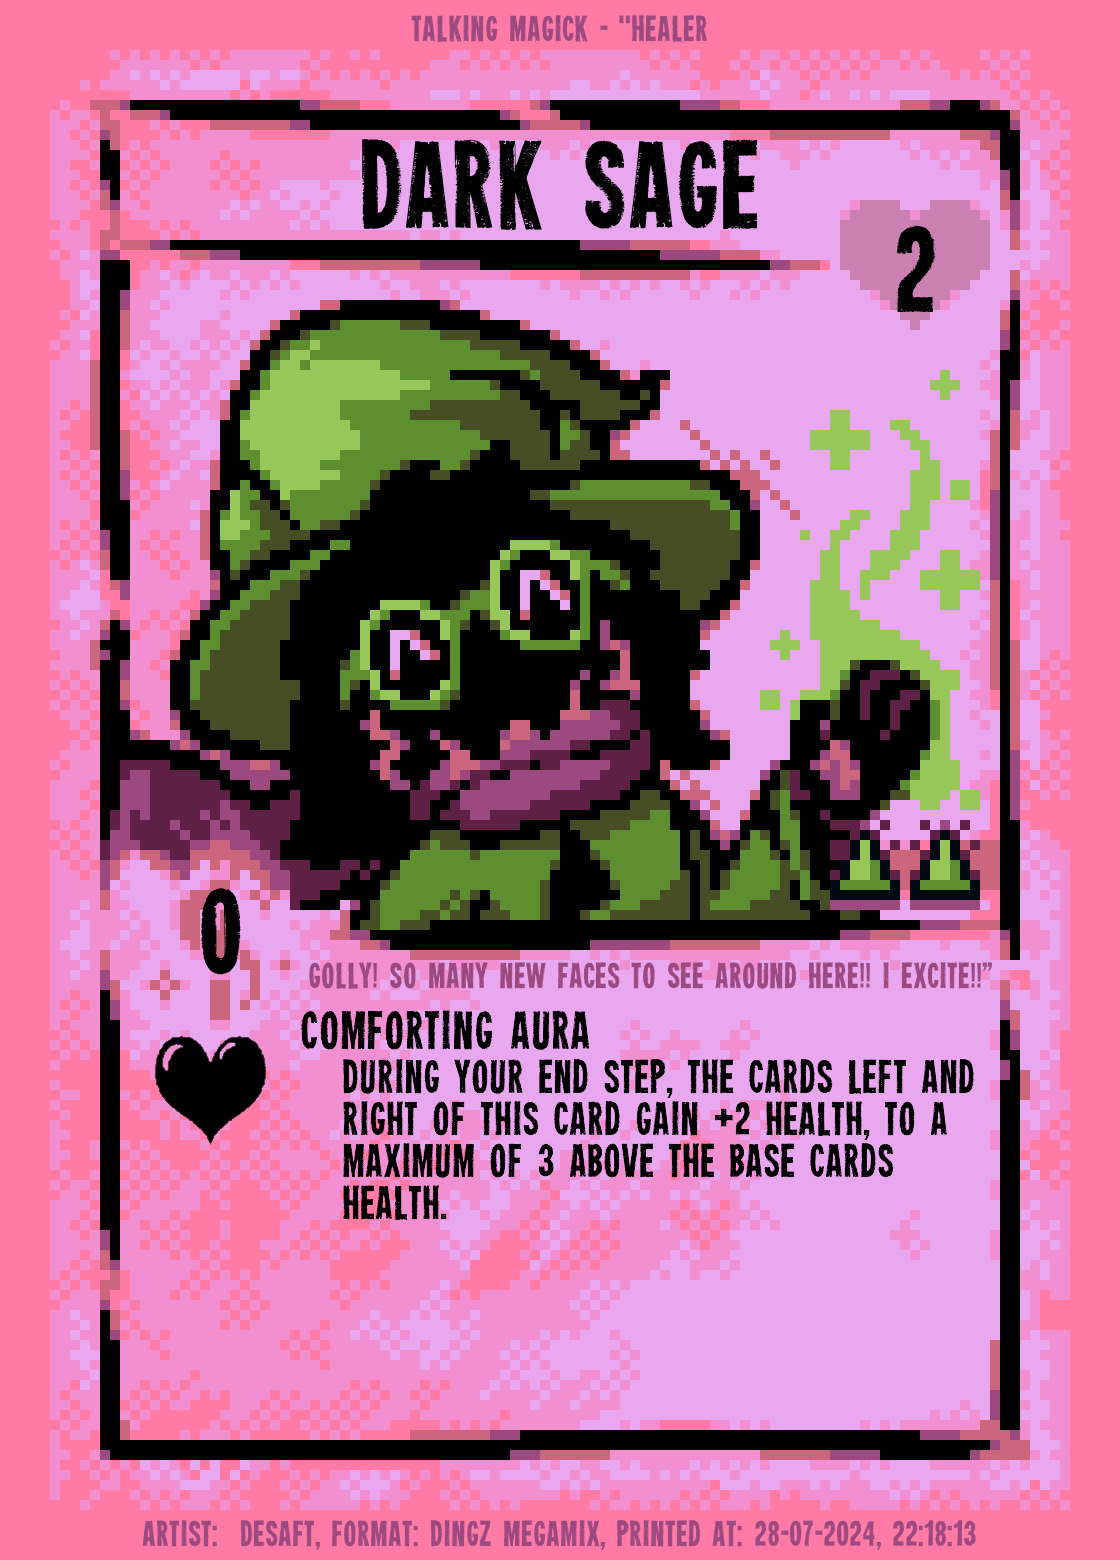 TALKING MAGICK - "HEALER
DARK SAGE
2
0
GOLLY! SO MANY NEW FACES TO SEE AROUND HERE!! I EXCITE!!"
COMFORTING AURA
DURING YOUR END STEP, THE CARDS LEFT AND
RIGHT OF THIS CARD GAIN +2 HEALTH, TO A
MAXIMUM OF 3 ABOVE THE BASE CARDS
HEALTH.
ARTIST: DESAFT, FORMAT: DINGZ MEGAMIX, PRINTED AT: 28-07-2024, 22:18:13